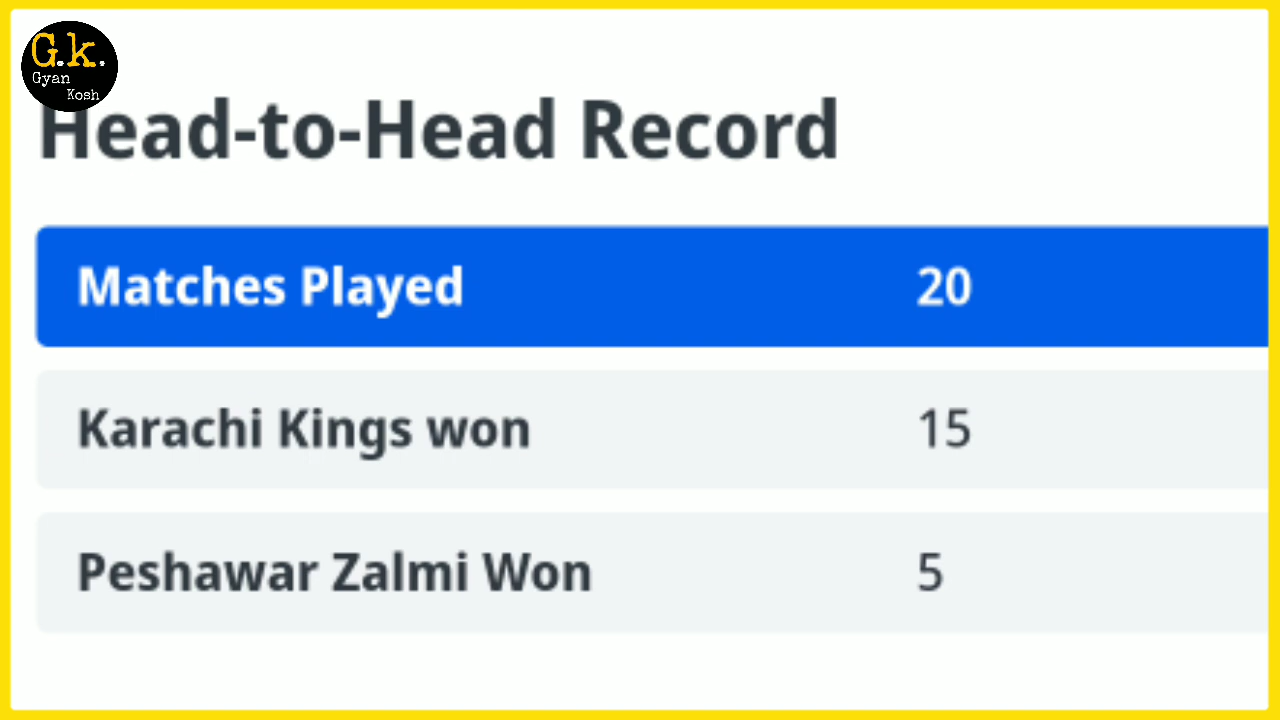 G.k.
Gyan
Kosh
Head-to-Head Record
Matches Played 20
Karachi Kings won 15
Peshawar Zalmi Won 5